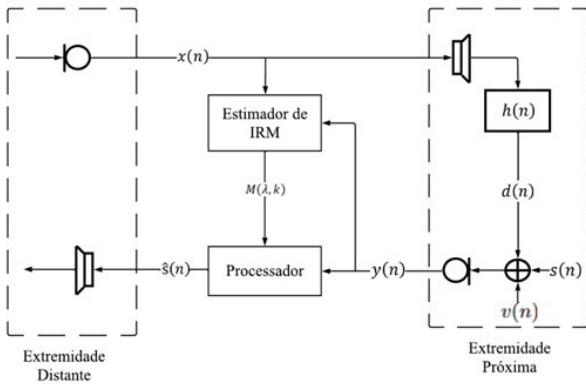 x(n)
Estimador de
IRM
h(n)
M(λ, k)
d(n)
ŝ(n)
Processador
y(n)
s(n)
v(n)
Extremidade
Distante
Extremidade
Próxima